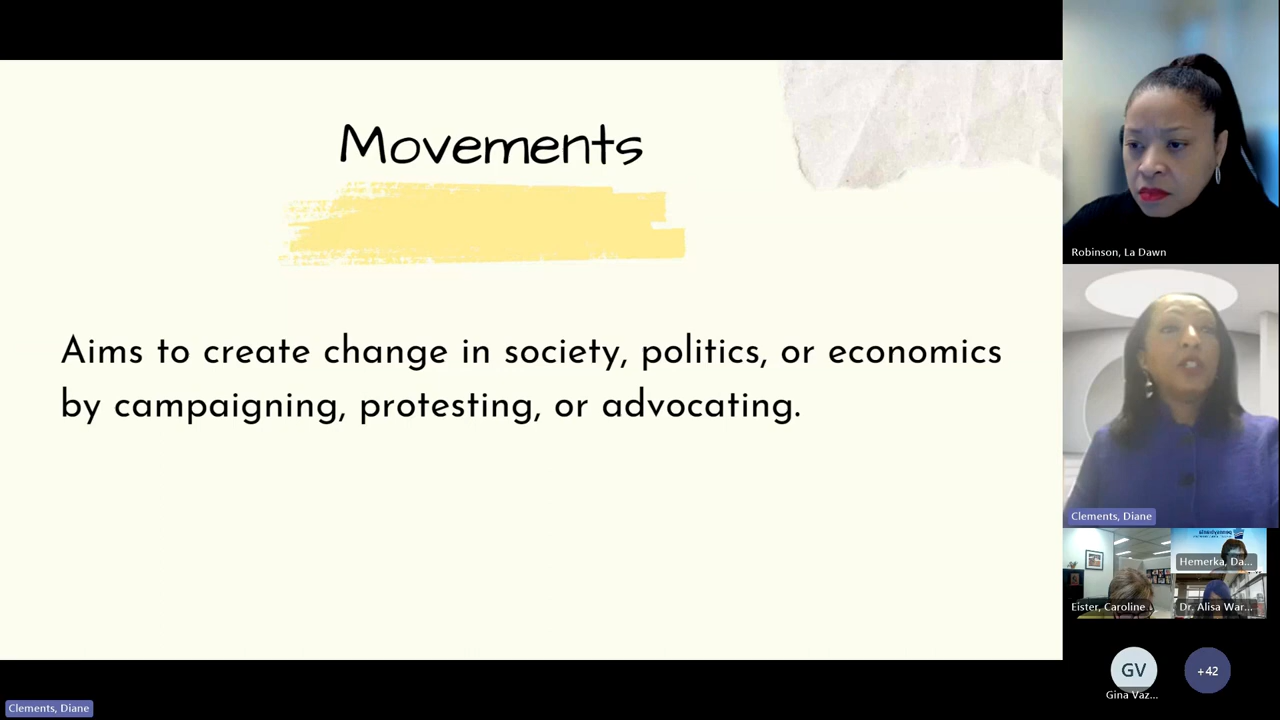 Movements
Aims to create change in society, politics, or economics
by campaigning, protesting, or advocating.
Robinson, La Dawn
Clements, Diane
Hemerka, Da...
Eister, Caroline
Dr. Alisa War...
GV
+42
Gina Vaz...
Clements, Diane